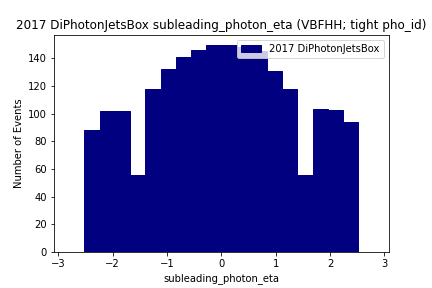 2017 DiPhotonJetsBox subleading_photon_eta (VBFHH; tight pho_id)
2017 DiPhotonJetsBox
Number of Events
140
120
100
80
60
40
20
0
−3 −2 −1 0 1 2 3
subleading_photon_eta